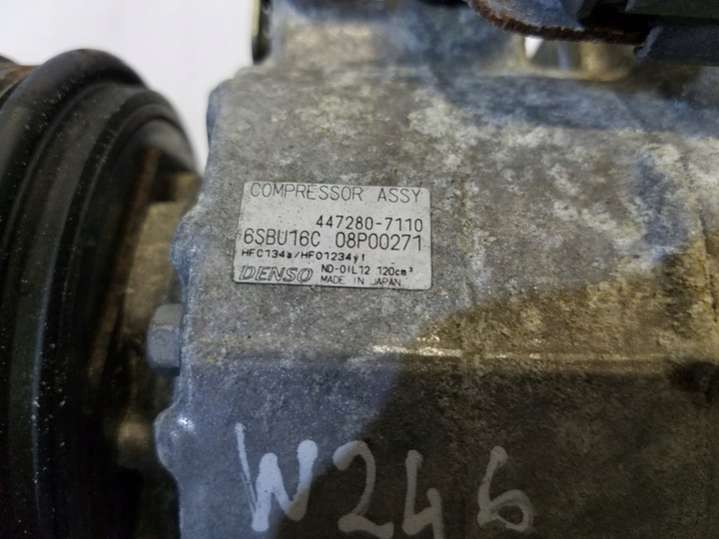 COMPRESSOR ASSY
447280-7110
6SBU16C 08P00271
HFC134a/HFO1234yf
DENSO ND-OIL12 120cm³
MADE IN JAPAN
W246